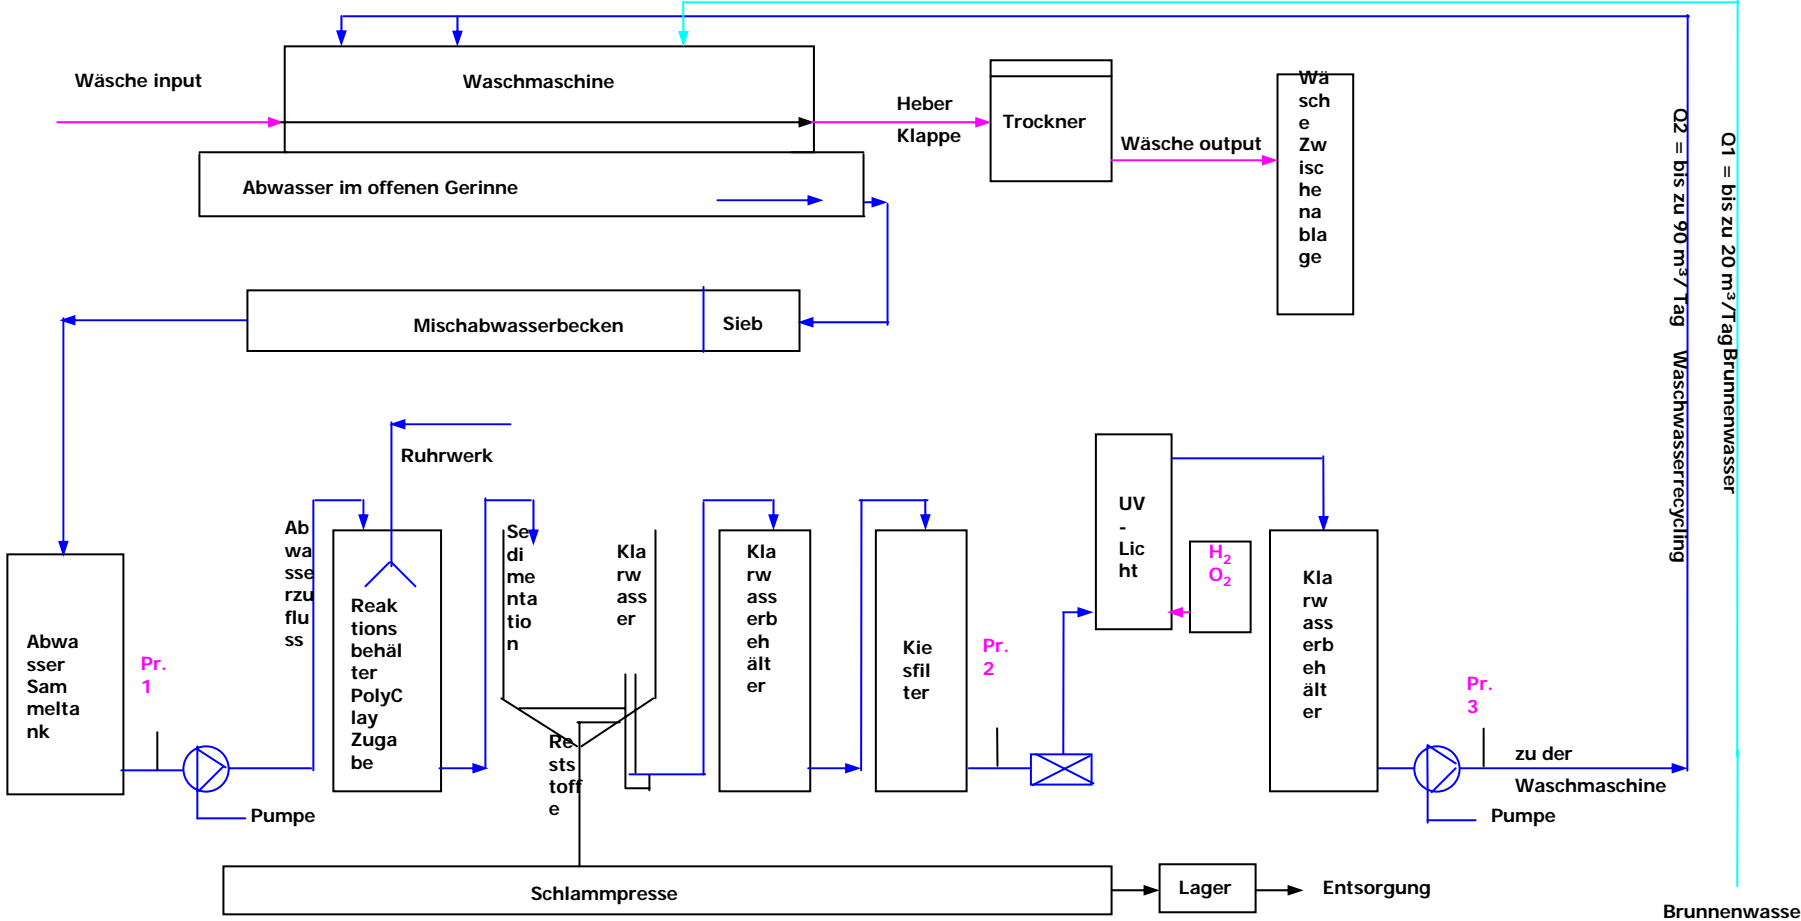 Wäsche input
Waschmaschine
Heber
Klappe
Trockner
Wäsche output
Wä
sch
e
Zw
isc
he
na
bla
ge
Abwasser im offenen Gerinne
Mischabwasserbecken
Sieb
Q2 = bis zu 90 m³/ Tag Waschwasserrecycling
Q1 = bis zu 20 m³/Tag Brunnenwasser
Ruhrwerk
Abwa
sser
Sam
melta
nk
Pr.
1
Pumpe
Ab
wa
sse
rzu
flu
ss
Reak
tions
behäl
ter
PolyC
lay
Zuga
be
Se
di
me
nta
tio
n
Kla
rw
ass
er
Re
sts
toff
e
Kla
rw
ass
erb
eh
ält
er
Kie
sfil
ter
Pr.
2
UV
-
Lic
ht
H2
O2
Kla
rw
ass
erb
eh
ält
er
Pr.
3
zu der
Waschmaschine
Pumpe
Schlammpresse
Lager
Entsorgung
Brunnenwasse